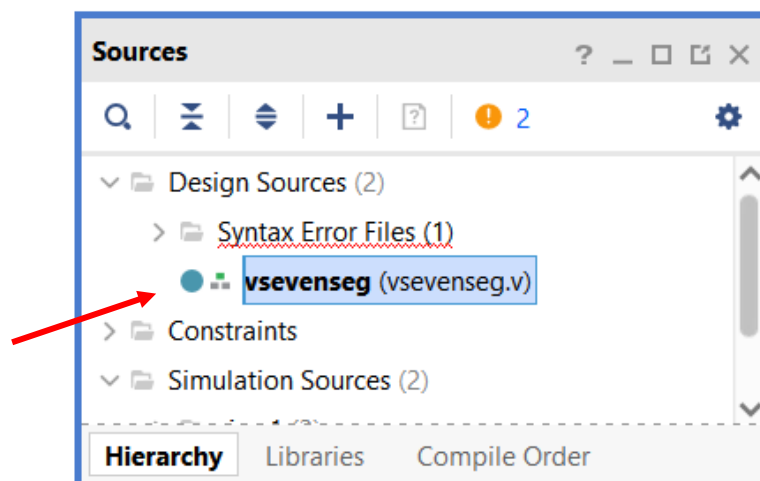 Sources
2
Design Sources (2)
Syntax Error Files (1)
vsevenseg (vsevenseg.v)
Constraints
Simulation Sources (2)
Hierarchy Libraries Compile Order